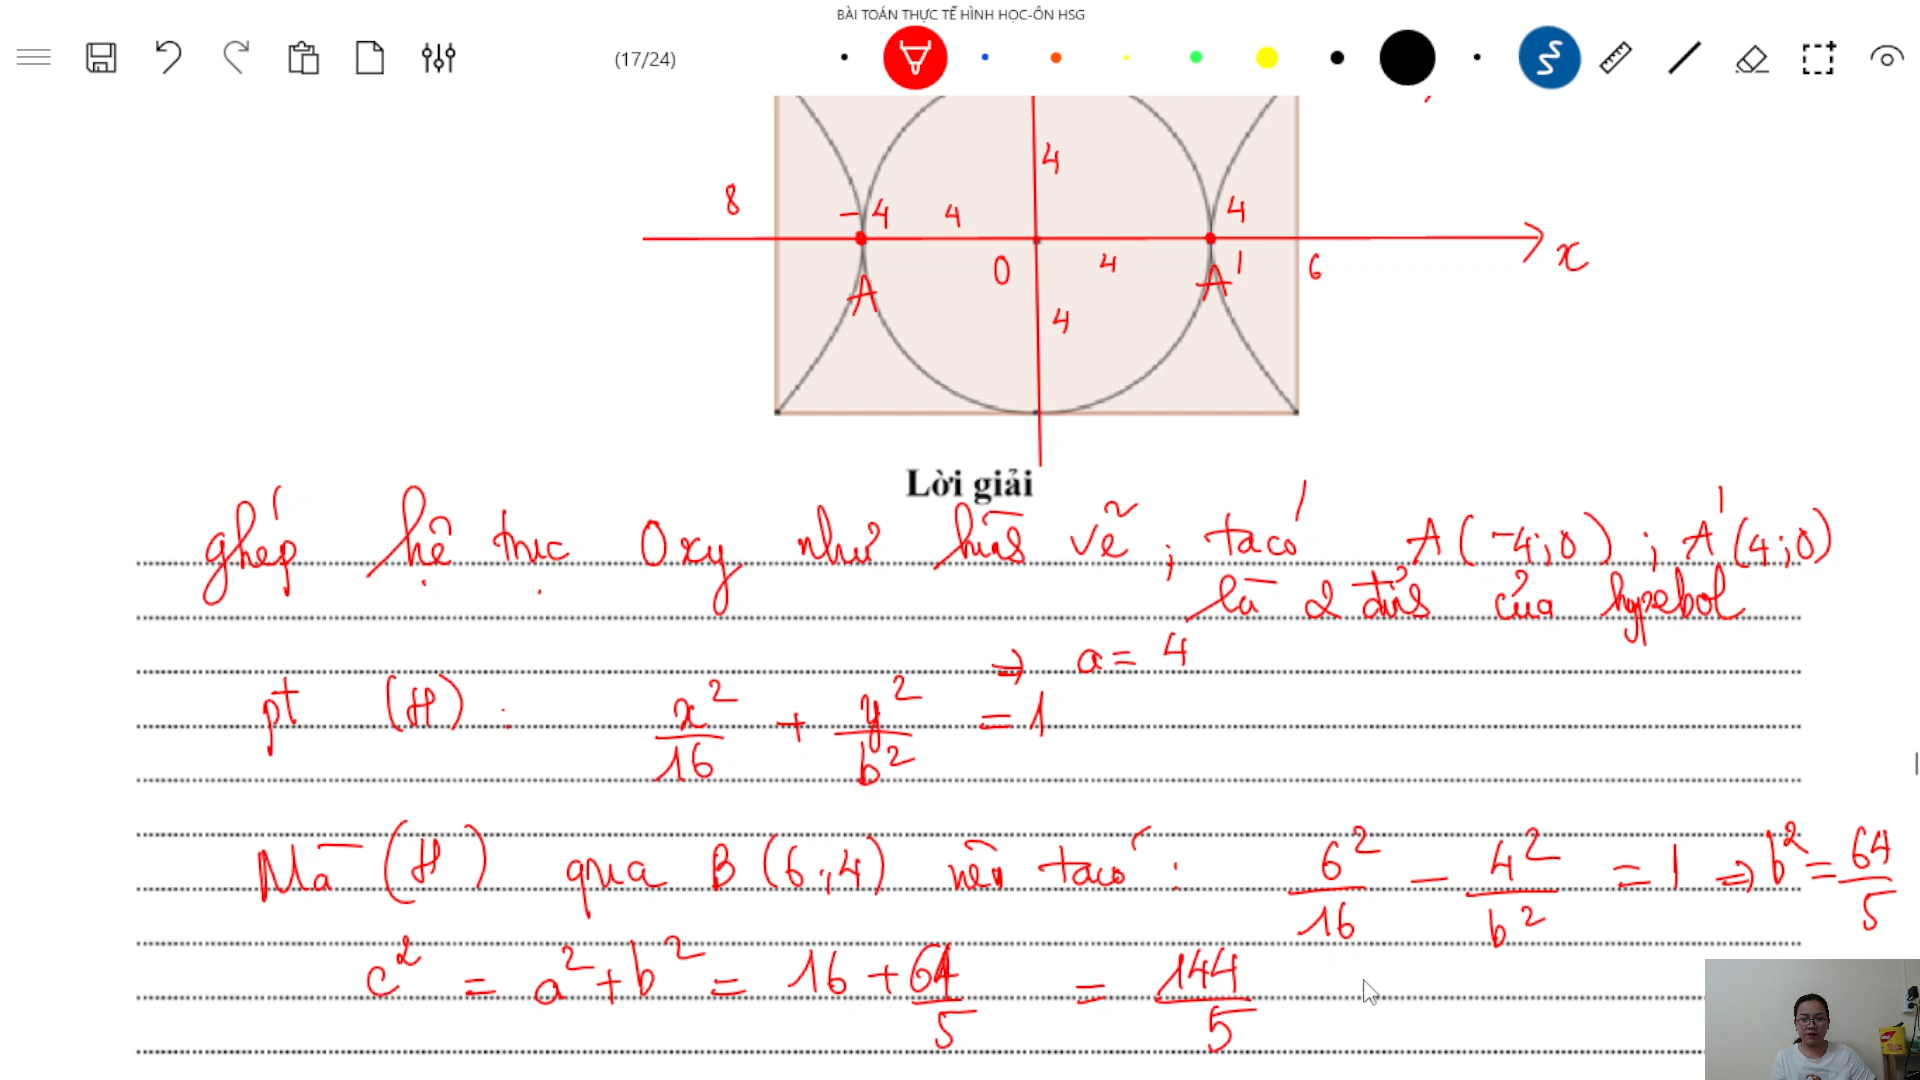 BÀI TOÁN THỰC TẾ HÌNH HỌC-ÔN HSG
(17/24)
4
8 -4 4 4
0 4 6 x
A A'
4
Lời giải
ghép hệ trục Oxy như hình vẽ ; ta có A(-4;0) ; A'(4;0)
là 2 đỉnh của hypebol
=> a = 4
pt (H) : x²/16 + y²/b² = 1
Mà (H) qua B(6;4) nên ta có : 6²/16 - 4²/b² = 1 => b² = 64/5
c² = a² + b² = 16 + 64/5 = 144/5